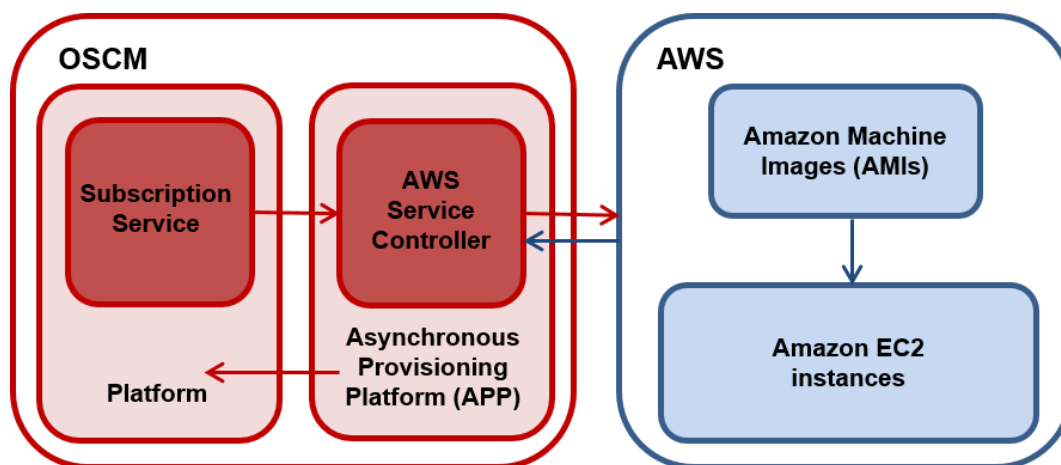 OSCM
Subscription
Service
Platform
AWS
Service
Controller
Asynchronous
Provisioning
Platform (APP)
AWS
Amazon Machine
Images (AMIs)
Amazon EC2
instances